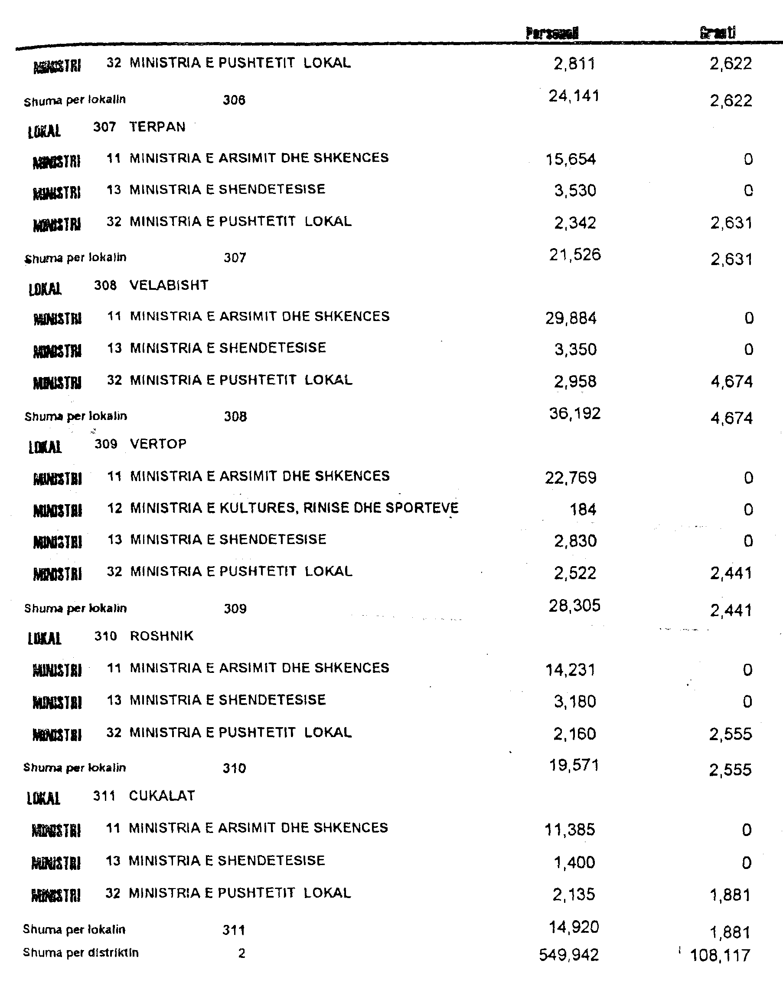 Personeli Granti
MINISTRI 32 MINISTRIA E PUSHTETIT LOKAL 2,811 2,622
Shuma per lokalin 306 24,141 2,622
LOKAL 307 TERPAN
MINISTRI 11 MINISTRIA E ARSIMIT DHE SHKENCES 15,654 0
MINISTRI 13 MINISTRIA E SHENDETESISE 3,530 0
MINISTRI 32 MINISTRIA E PUSHTETIT LOKAL 2,342 2,631
Shuma per lokalin 307 21,526 2,631
LOKAL 308 VELABISHT
MINISTRI 11 MINISTRIA E ARSIMIT DHE SHKENCES 29,884 0
MINISTRI 13 MINISTRIA E SHENDETESISE 3,350 0
MINISTRI 32 MINISTRIA E PUSHTETIT LOKAL 2,958 4,674
Shuma per lokalin 308 36,192 4,674
LOKAL 309 VERTOP
MINISTRI 11 MINISTRIA E ARSIMIT DHE SHKENCES 22,769 0
MINISTRI 12 MINISTRIA E KULTURES, RINISE DHE SPORTEVE 184 0
MINISTRI 13 MINISTRIA E SHENDETESISE 2,830 0
MINISTRI 32 MINISTRIA E PUSHTETIT LOKAL 2,522 2,441
Shuma per lokalin 309 28,305 2,441
LOKAL 310 ROSHNIK
MINISTRI 11 MINISTRIA E ARSIMIT DHE SHKENCES 14,231 0
MINISTRI 13 MINISTRIA E SHENDETESISE 3,180 0
MINISTRI 32 MINISTRIA E PUSHTETIT LOKAL 2,160 2,555
Shuma per lokalin 310 19,571 2,555
LOKAL 311 CUKALAT
MINISTRI 11 MINISTRIA E ARSIMIT DHE SHKENCES 11,385 0
MINISTRI 13 MINISTRIA E SHENDETESISE 1,400 0
MINISTRI 32 MINISTRIA E PUSHTETIT LOKAL 2,135 1,881
Shuma per lokalin 311 14,920 1,881
Shuma per distriktin 2 549,942 108,117